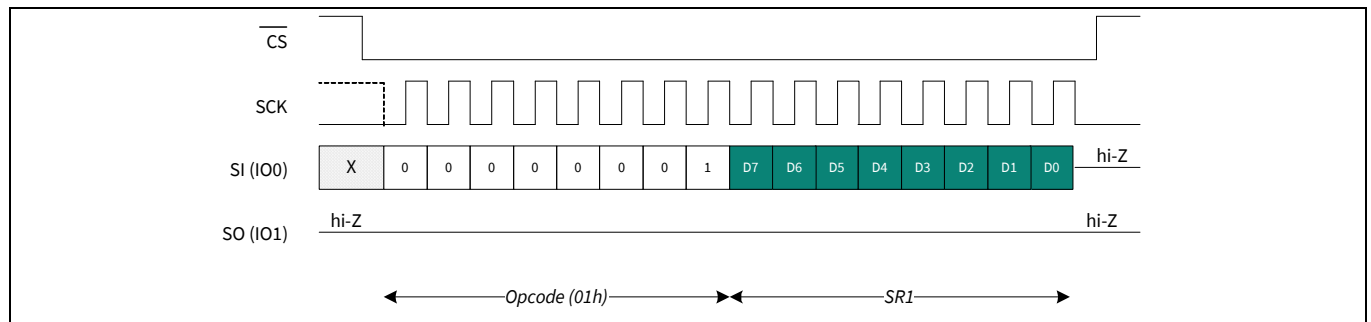 CS
SCK
SI (IO0) X 0 0 0 0 0 0 0 1 D7 D6 D5 D4 D3 D2 D1 D0 hi-Z
SO (IO1) hi-Z hi-Z
Opcode (01h) SR1